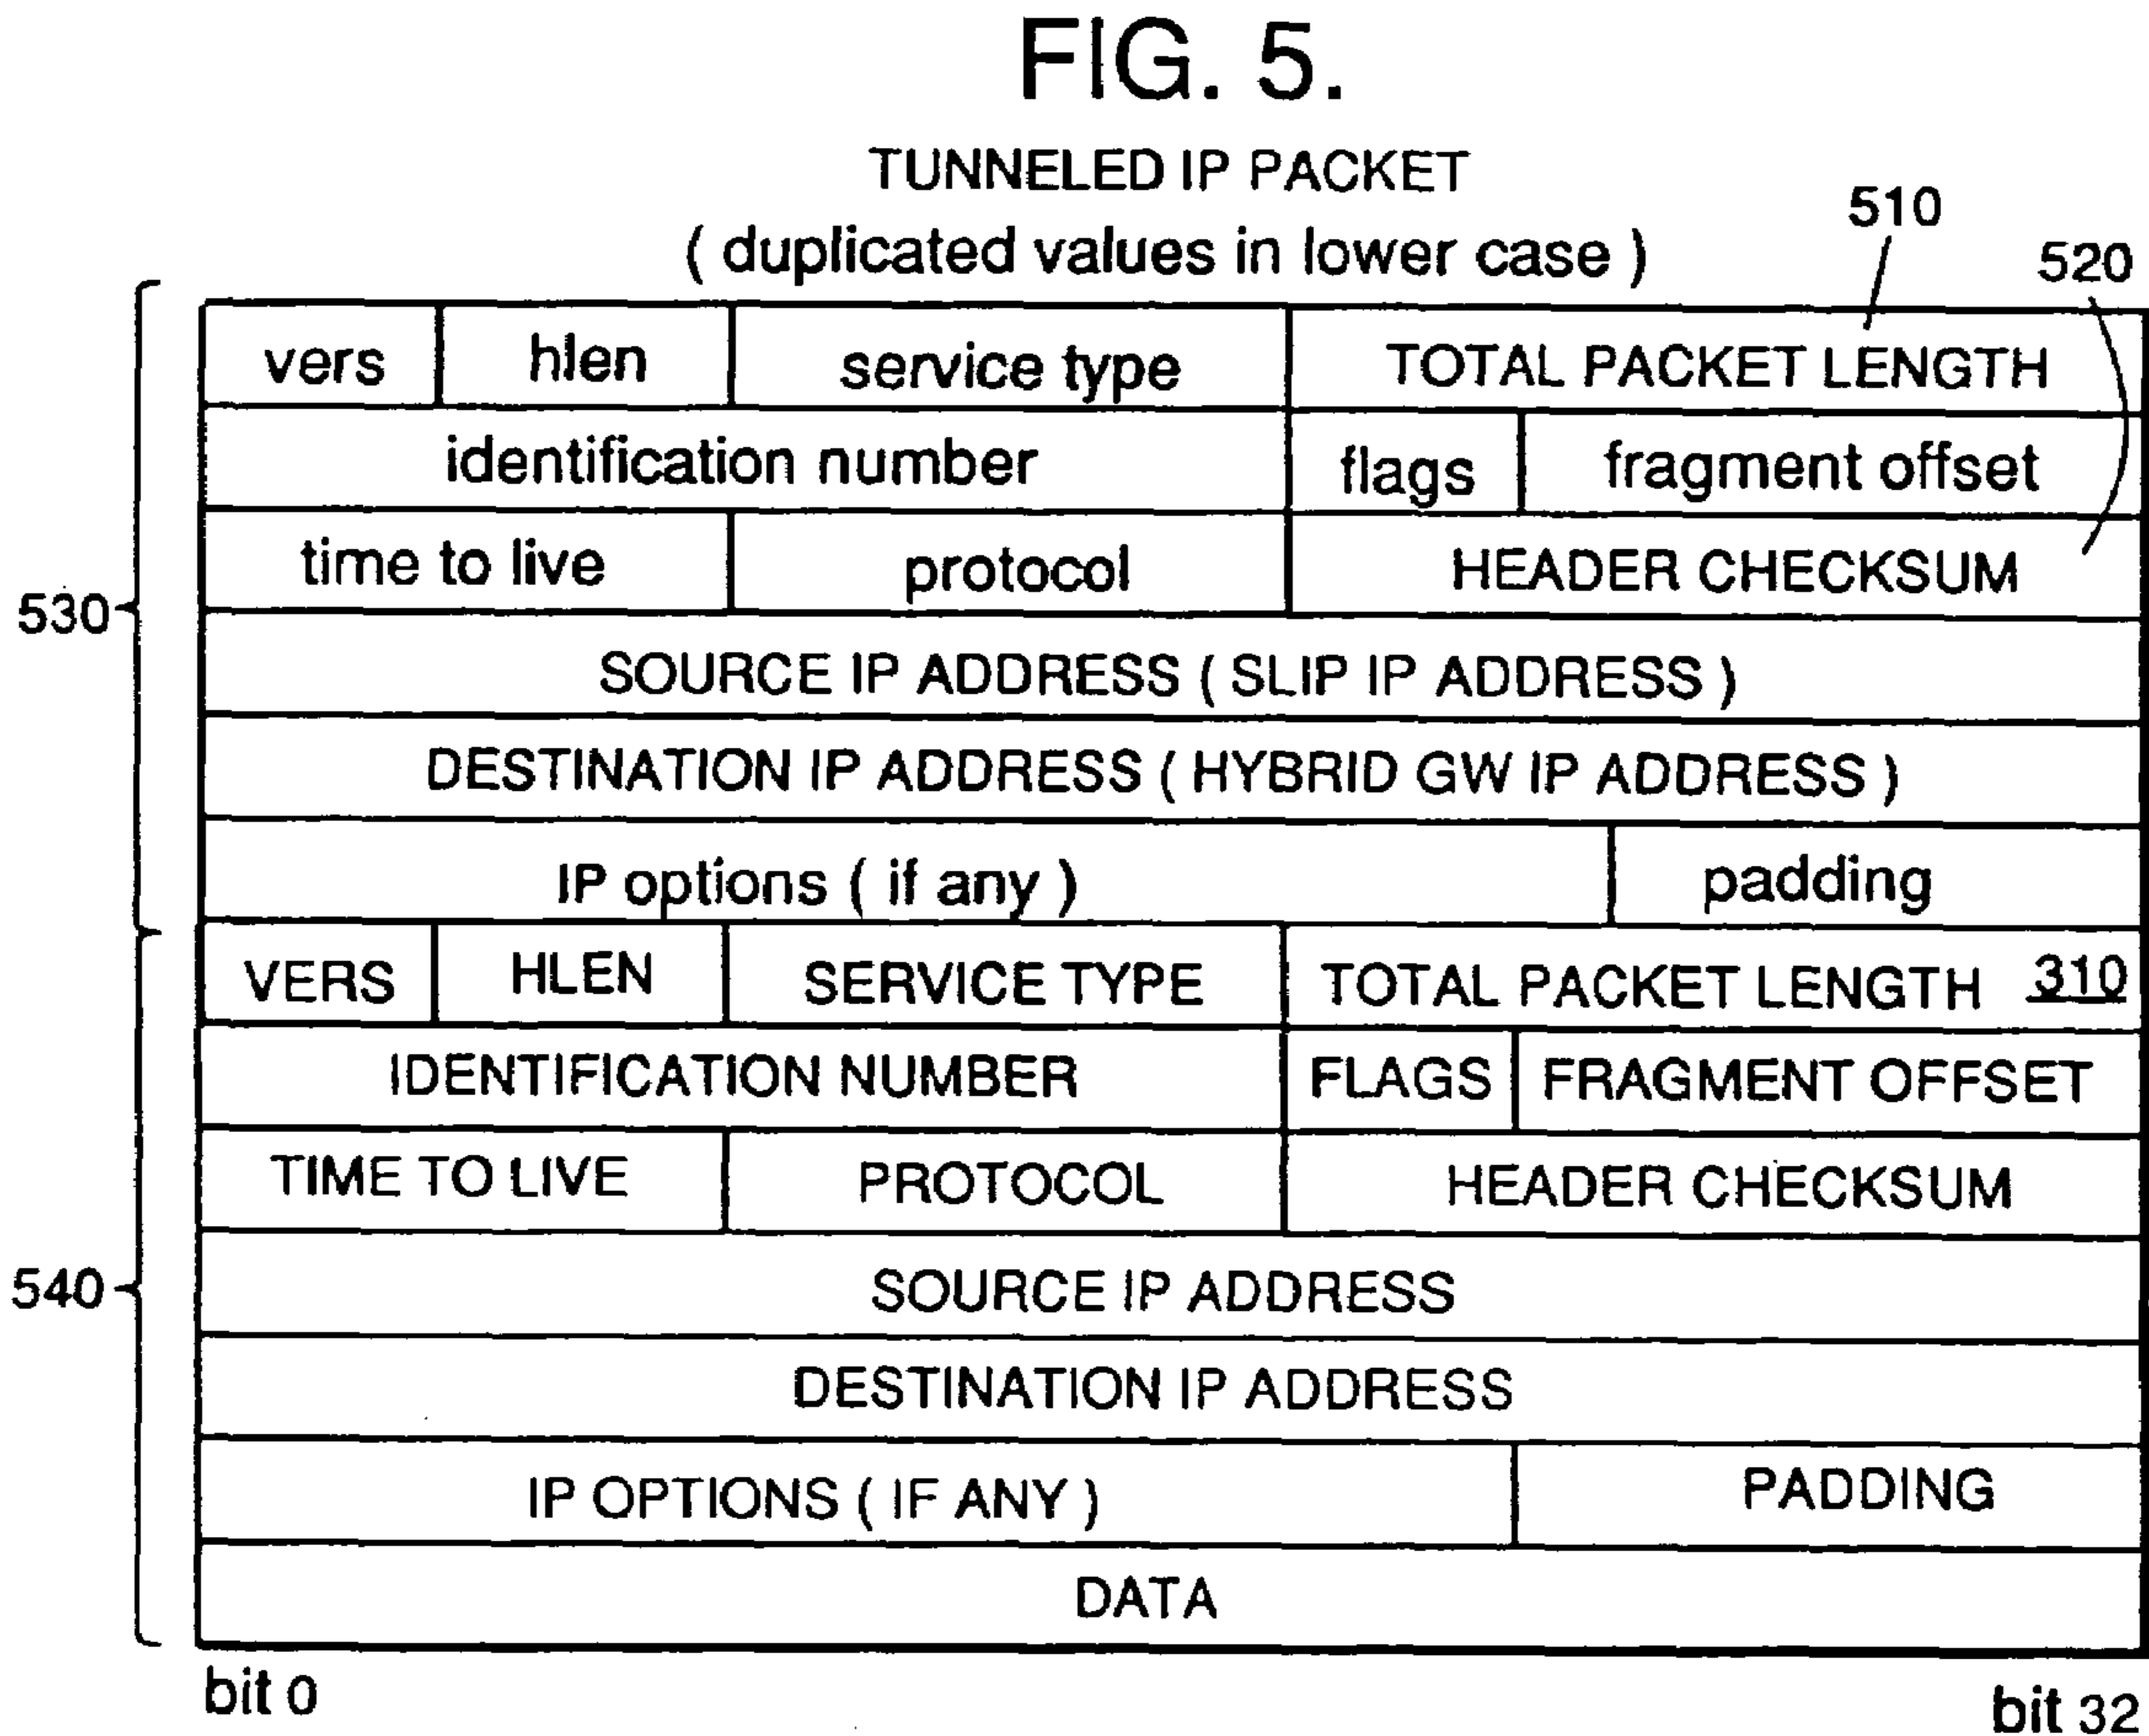 FIG. 5.
TUNNELED IP PACKET
( duplicated values in lower case )
510
520
vers hlen service type TOTAL PACKET LENGTH
identification number flags fragment offset
time to live protocol HEADER CHECKSUM
530
SOURCE IP ADDRESS ( SLIP IP ADDRESS )
DESTINATION IP ADDRESS ( HYBRID GW IP ADDRESS )
IP options ( if any ) padding
VERS HLEN SERVICE TYPE TOTAL PACKET LENGTH 310
IDENTIFICATION NUMBER FLAGS FRAGMENT OFFSET
TIME TO LIVE PROTOCOL HEADER CHECKSUM
540
SOURCE IP ADDRESS
DESTINATION IP ADDRESS
IP OPTIONS ( IF ANY ) PADDING
DATA
bit 0 bit 32